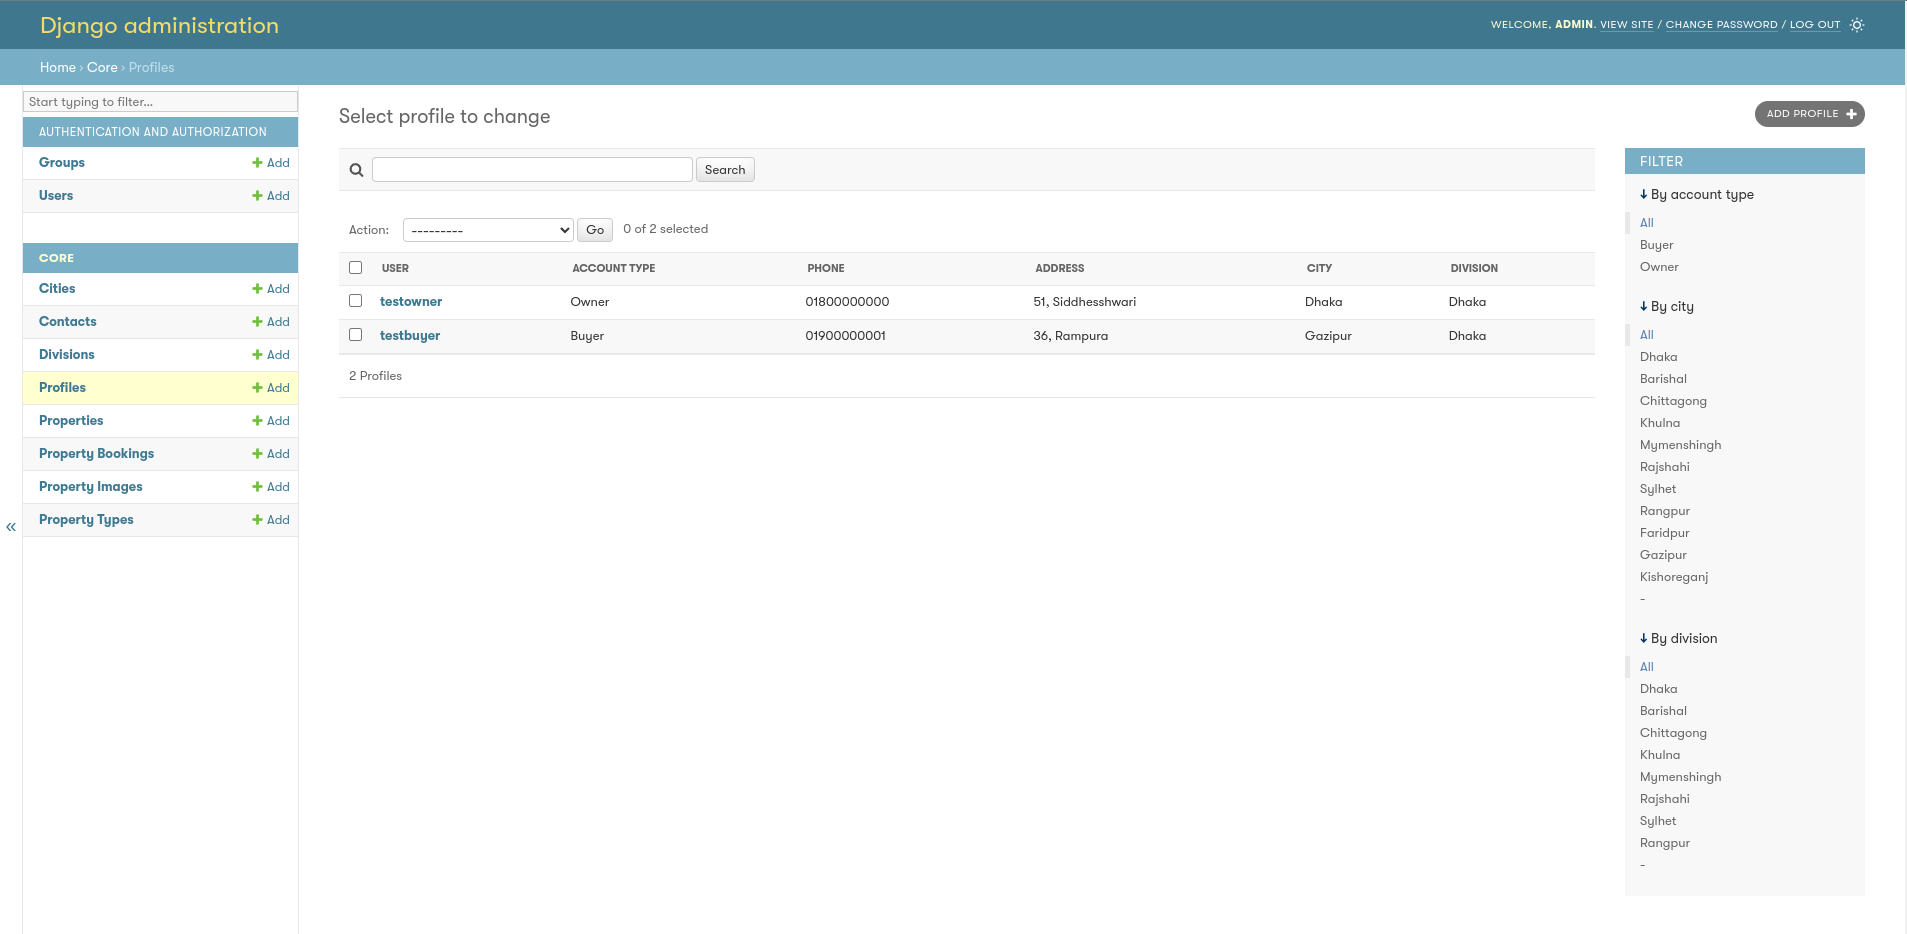 Django administration
WELCOME, ADMIN. VIEW SITE / CHANGE PASSWORD / LOG OUT
Home › Core › Profiles
Start typing to filter...
AUTHENTICATION AND AUTHORIZATION
Groups + Add
Users + Add
CORE
Cities + Add
Contacts + Add
Divisions + Add
Profiles + Add
Properties + Add
Property Bookings + Add
Property Images + Add
Property Types + Add
«
Select profile to change
ADD PROFILE +
Search
Action: --------- Go 0 of 2 selected
USER ACCOUNT TYPE PHONE ADDRESS CITY DIVISION
testowner Owner 01800000000 51, Siddhesshwari Dhaka Dhaka
testbuyer Buyer 01900000001 36, Rampura Gazipur Dhaka
2 Profiles
FILTER
↓ By account type
All
Buyer
Owner
↓ By city
All
Dhaka
Barishal
Chittagong
Khulna
Mymenshingh
Rajshahi
Sylhet
Rangpur
Faridpur
Gazipur
Kishoreganj
-
↓ By division
All
Dhaka
Barishal
Chittagong
Khulna
Mymenshingh
Rajshahi
Sylhet
Rangpur
-